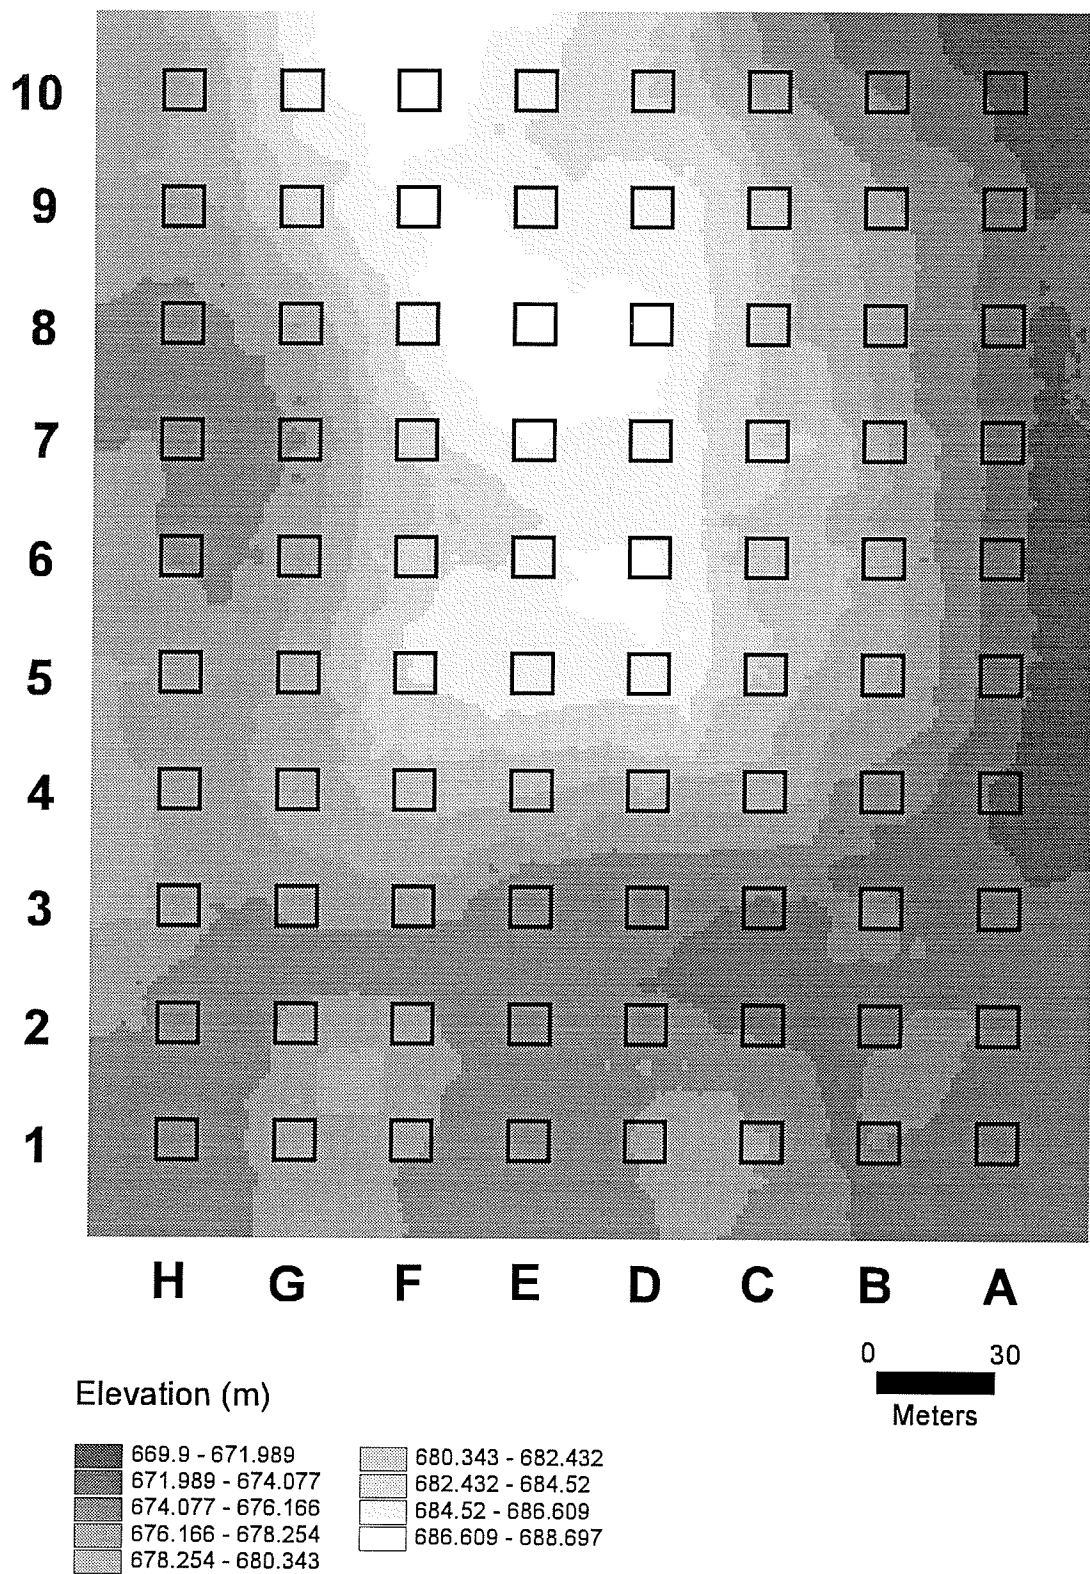 10
9
8
7
6
5
4
3
2
1
H G F E D C B A
0 30
Meters
Elevation (m)
669.9 - 671.989
671.989 - 674.077
674.077 - 676.166
676.166 - 678.254
678.254 - 680.343
680.343 - 682.432
682.432 - 684.52
684.52 - 686.609
686.609 - 688.697